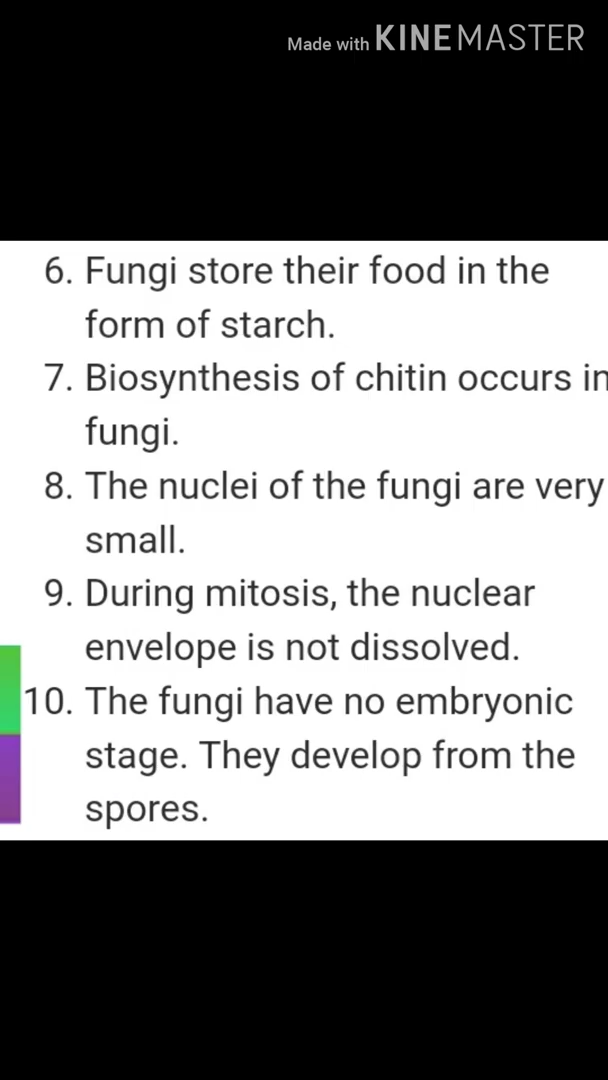 Made with KINEMASTER
6. Fungi store their food in the
form of starch.
7. Biosynthesis of chitin occurs in
fungi.
8. The nuclei of the fungi are very
small.
9. During mitosis, the nuclear
envelope is not dissolved.
10. The fungi have no embryonic
stage. They develop from the
spores.